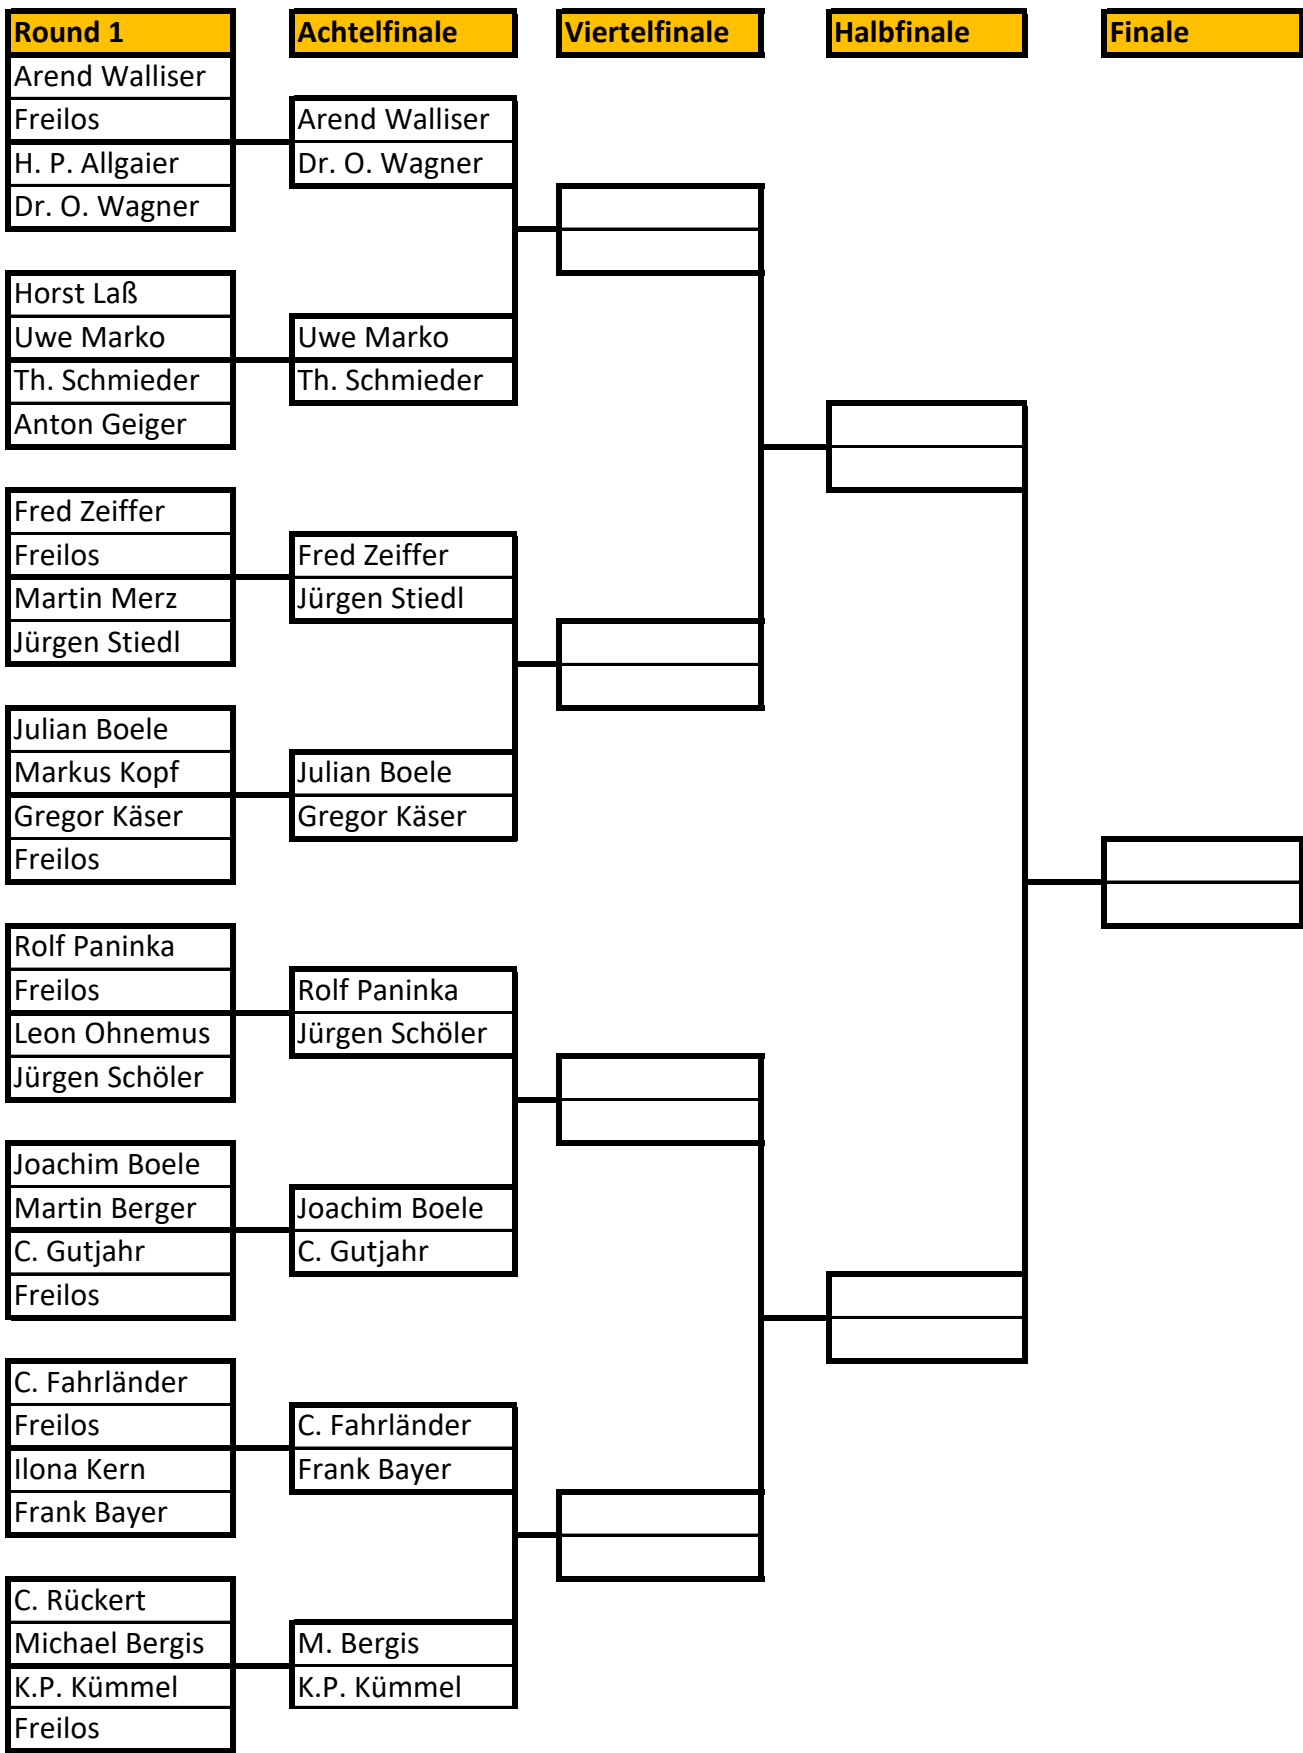 Round 1
Achtelfinale
Viertelfinale
Halbfinale
Finale
Arend Walliser
Freilos
H. P. Allgaier
Dr. O. Wagner
Horst Laß
Uwe Marko
Th. Schmieder
Anton Geiger
Fred Zeiffer
Freilos
Martin Merz
Jürgen Stiedl
Julian Boele
Markus Kopf
Gregor Käser
Freilos
Rolf Paninka
Freilos
Leon Ohnemus
Jürgen Schöler
Joachim Boele
Martin Berger
C. Gutjahr
Freilos
C. Fahrländer
Freilos
Ilona Kern
Frank Bayer
C. Rückert
Michael Bergis
K.P. Kümmel
Freilos
Arend Walliser
Dr. O. Wagner
Uwe Marko
Th. Schmieder
Fred Zeiffer
Jürgen Stiedl
Julian Boele
Gregor Käser
Rolf Paninka
Jürgen Schöler
Joachim Boele
C. Gutjahr
C. Fahrländer
Frank Bayer
M. Bergis
K.P. Kümmel